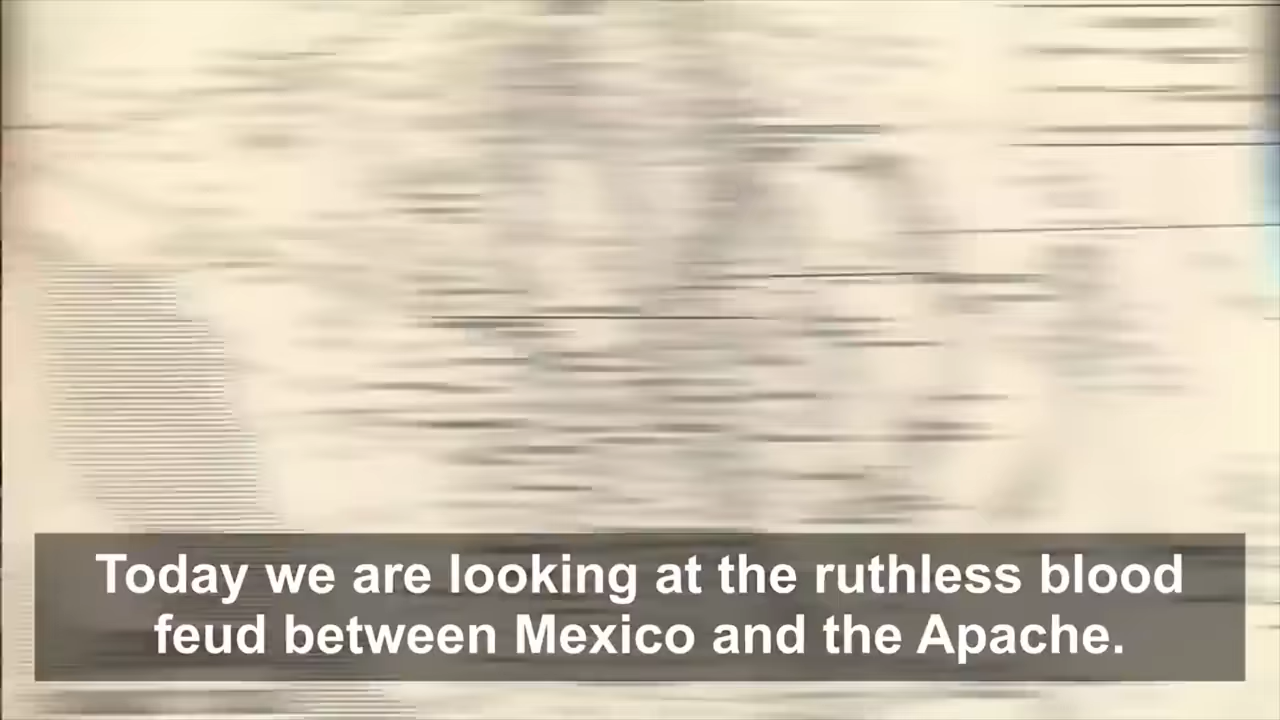 Today we are looking at the ruthless blood
feud between Mexico and the Apache.